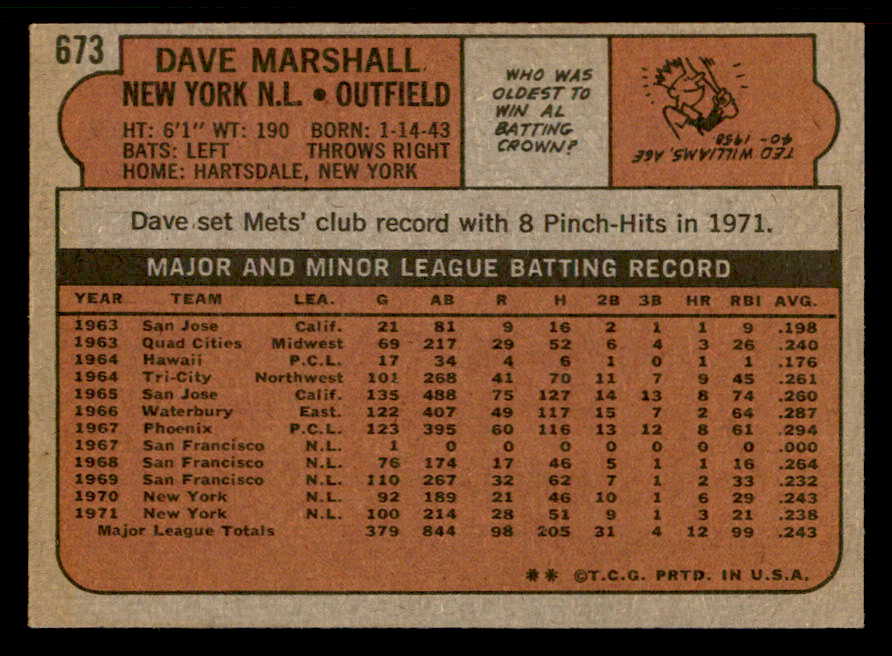 673
DAVE MARSHALL
NEW YORK N.L. • OUTFIELD
HT: 6'1" WT: 190 BORN: 1-14-43
BATS: LEFT THROWS RIGHT
HOME: HARTSDALE, NEW YORK
WHO WAS
OLDEST TO
WIN AL
BATTING
CROWN?
TED WILLIAMS, AGE
40 - 1958
Dave set Mets' club record with 8 Pinch-Hits in 1971.
MAJOR AND MINOR LEAGUE BATTING RECORD
YEAR TEAM LEA. G AB R H 2B 3B HR RBI AVG.
1963 San Jose Calif. 21 81 9 16 2 1 1 9 .198
1963 Quad Cities Midwest 69 217 29 52 6 4 3 26 .240
1964 Hawaii P.C.L. 17 34 4 6 1 0 1 1 .176
1964 Tri-City Northwest 101 268 41 70 11 7 9 45 .261
1965 San Jose Calif. 135 488 75 127 14 13 8 74 .260
1966 Waterbury East. 122 407 49 117 15 7 2 64 .287
1967 Phoenix P.C.L. 123 395 60 116 13 12 8 61 .294
1967 San Francisco N.L. 1 0 0 0 0 0 0 0 .000
1968 San Francisco N.L. 76 174 17 46 5 1 1 16 .264
1969 San Francisco N.L. 110 267 32 62 7 1 2 33 .232
1970 New York N.L. 92 189 21 46 10 1 6 29 .243
1971 New York N.L. 100 214 28 51 9 1 3 21 .238
Major League Totals 379 844 98 205 31 4 12 99 .243
** ©T.C.G. PRTD. IN U.S.A.